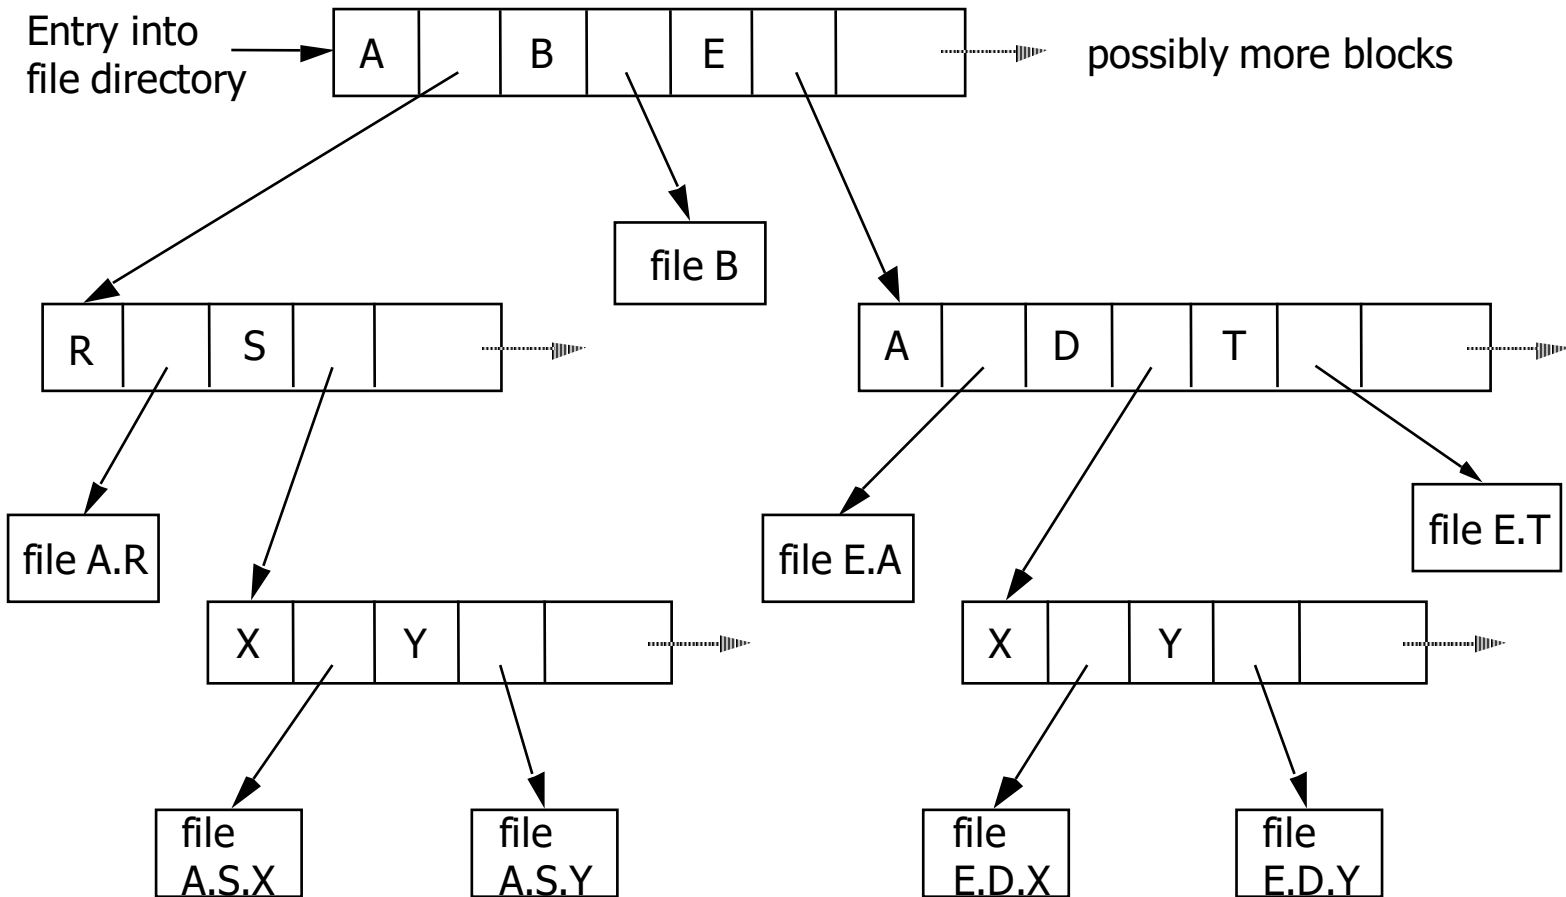 Entry into
file directory
A B E
possibly more blocks
file B
R S
A D T
file A.R
file E.A
file E.T
X Y
X Y
file
A.S.X
file
A.S.Y
file
E.D.X
file
E.D.Y